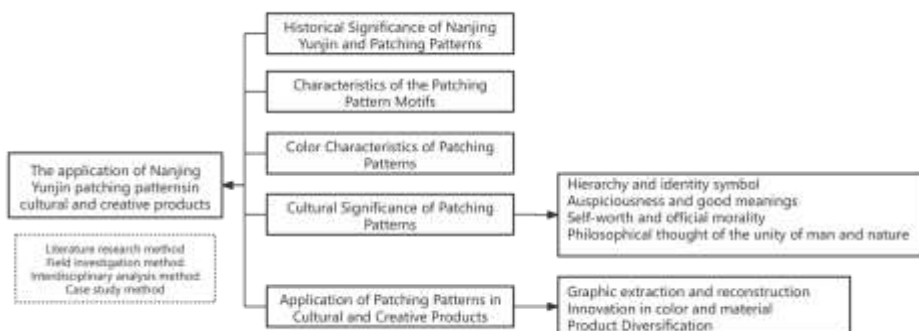 Historical Significance of Nanjing
Yunjin and Patching Patterns
Characteristics of the Patching
Pattern Motifs
Color Characteristics of Patching
Patterns
The application of Nanjing
Yunjin patching patternsin
cultural and creative products
Cultural Significance of Patching
Patterns
Hierarchy and identity symbol
Auspiciousness and good meanings
Self-worth and official morality
Philosophical thought of the unity of man and nature
Literature research method
Field investigation method
Interdisciplinary analysis method
Case study method
Application of Patching Patterns in
Cultural and Creative Products
Graphic extraction and reconstruction
Innovation in color and material
Product Diversification